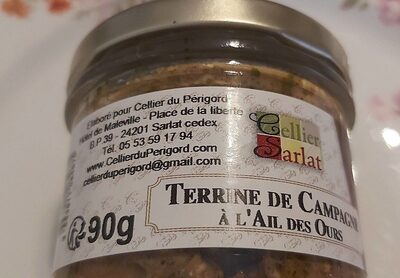 Elaboré pour Cellier du Périgord
Hôtel de Maleville - Place de la liberté
B.P 39 - 24201 Sarlat cedex
Tél. 05 53 59 17 94
www.CellierduPerigord.com
cellierduperigord@gmail.com
90g
Cellier
Sarlat
TERRINE DE CAMPAGNE
À L'AIL DES OURS